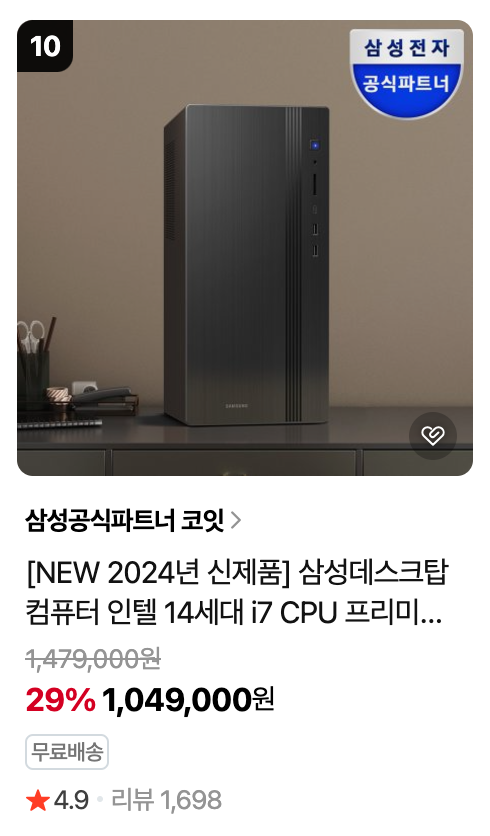 10
삼성전자
공식파트너
SAMSUNG
삼성공식파트너 코잇
[NEW 2024년 신제품] 삼성데스크탑
컴퓨터 인텔 14세대 i7 CPU 프리미...
1,479,000원
29% 1,049,000원
무료배송
4.9 리뷰 1,698